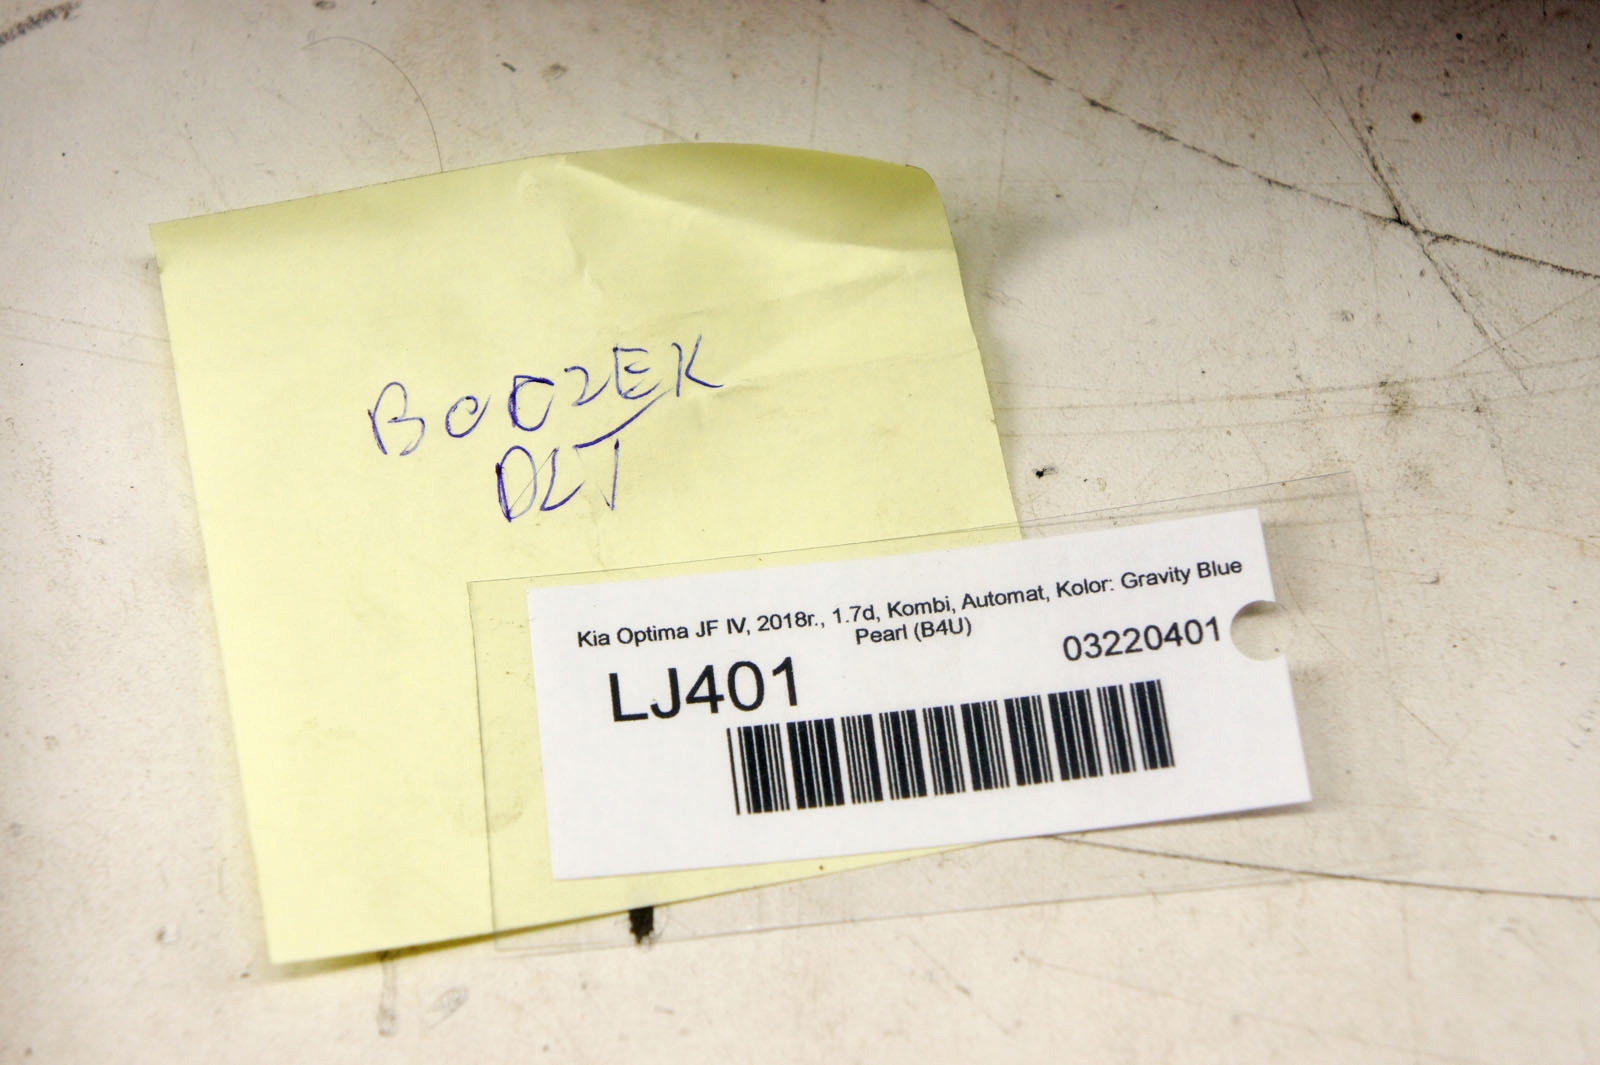 BOCZEK
DLT
Kia Optima JF IV, 2018r., 1.7d, Kombi, Automat, Kolor: Gravity Blue
Pearl (B4U)
LJ401
03220401